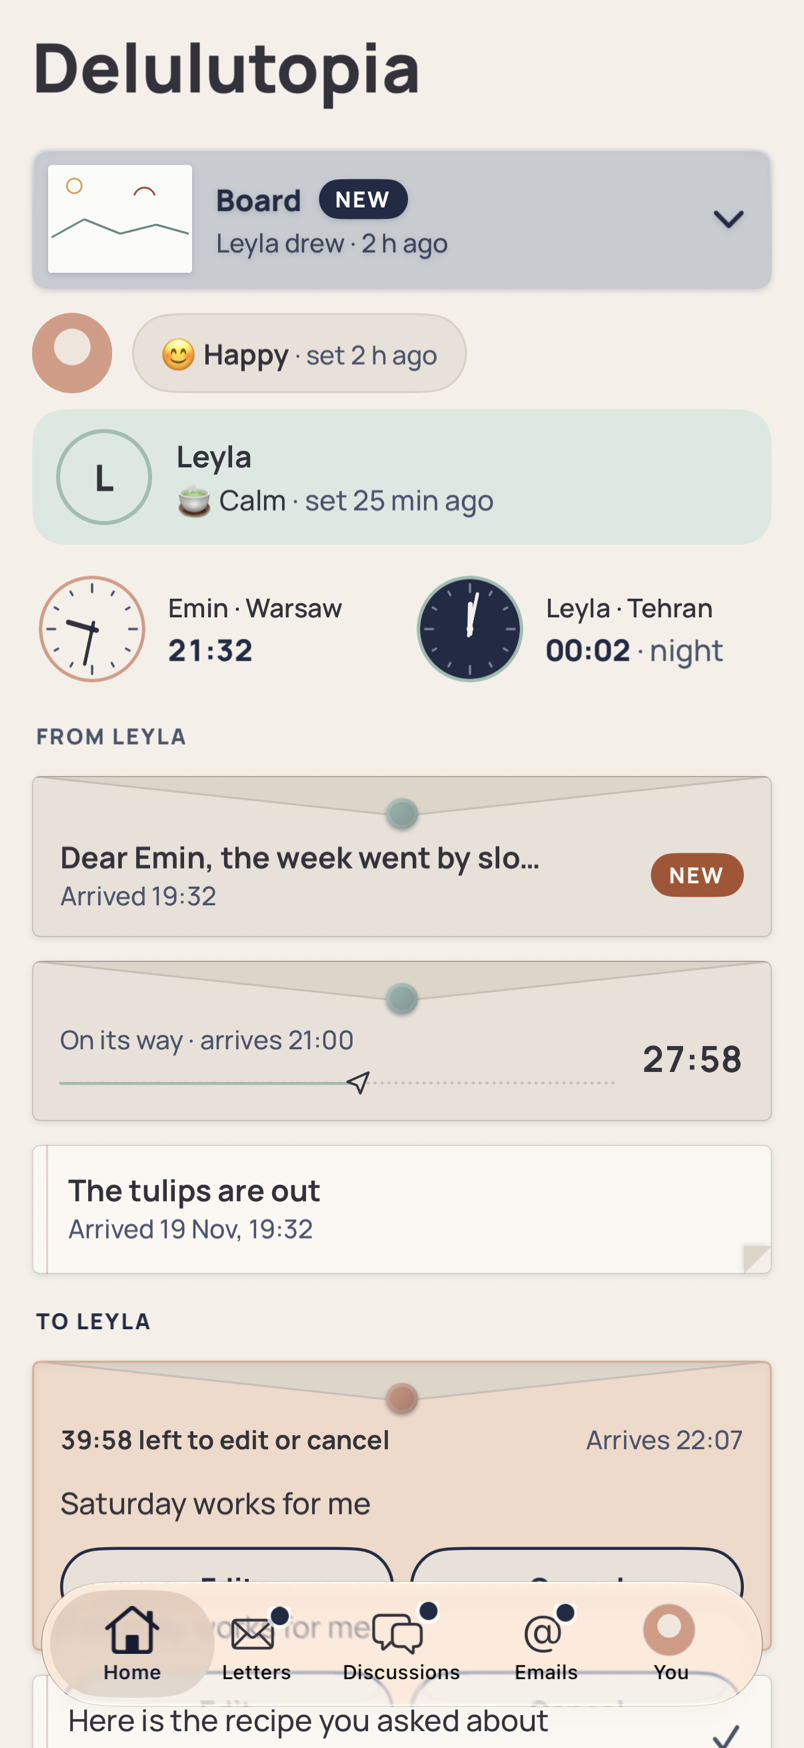 Delulutopia
Board NEW
Leyla drew · 2 h ago
😊 Happy · set 2 h ago
L
Leyla
🍵 Calm · set 25 min ago
Emin · Warsaw
21:32
Leyla · Tehran
00:02 · night
FROM LEYLA
Dear Emin, the week went by slo...
Arrived 19:32
NEW
On its way · arrives 21:00
27:58
The tulips are out
Arrived 19 Nov, 19:32
TO LEYLA
39:58 left to edit or cancel
Arrives 22:07
Saturday works for me
works for me
Home
Letters
Discussions
@
Emails
You
Here is the recipe you asked about